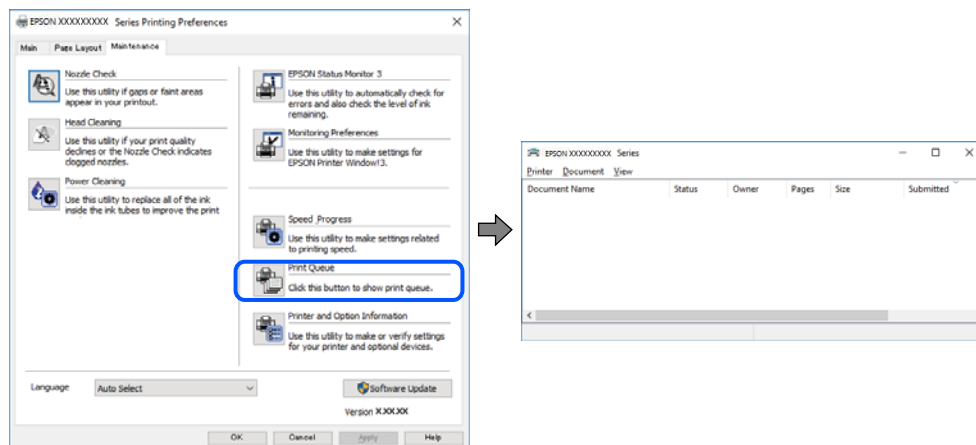 EPSON XXXXXXXXX Series Printing Preferences
Main Page Layout Maintenance
Nozzle Check
Use this utility if gaps or faint areas
appear in your printout.
Head Cleaning
Use this utility if your print quality
declines or the Nozzle Check indicates
clogged nozzles.
Power Cleaning
Use this utility to replace all of the ink
inside the ink tubes to improve the print
EPSON Status Monitor 3
Use this utility to automatically check for
errors and also check the level of ink
remaining.
Monitoring Preferences
Use this utility to make settings for
EPSON Printer Window!3.
Speed Progress
Use this utility to make settings related
to printing speed.
Print Queue
Click this button to show print queue.
Printer and Option Information
Use this utility to make or verify settings
for your printer and optional devices.
Language Auto Select
Software Update
Version X.XX.XX
OK Cancel Apply Help
EPSON XXXXXXXXX Series
Printer Document View
Document Name Status Owner Pages Size Submitted